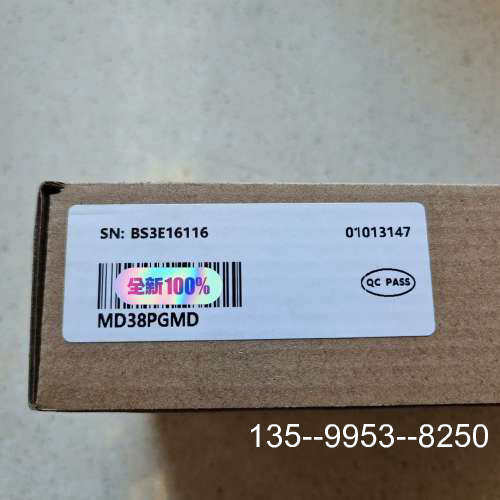 SN: BS3E16116 01013147
全新100% QC PASS
MD38PGMD
135--9953--8250